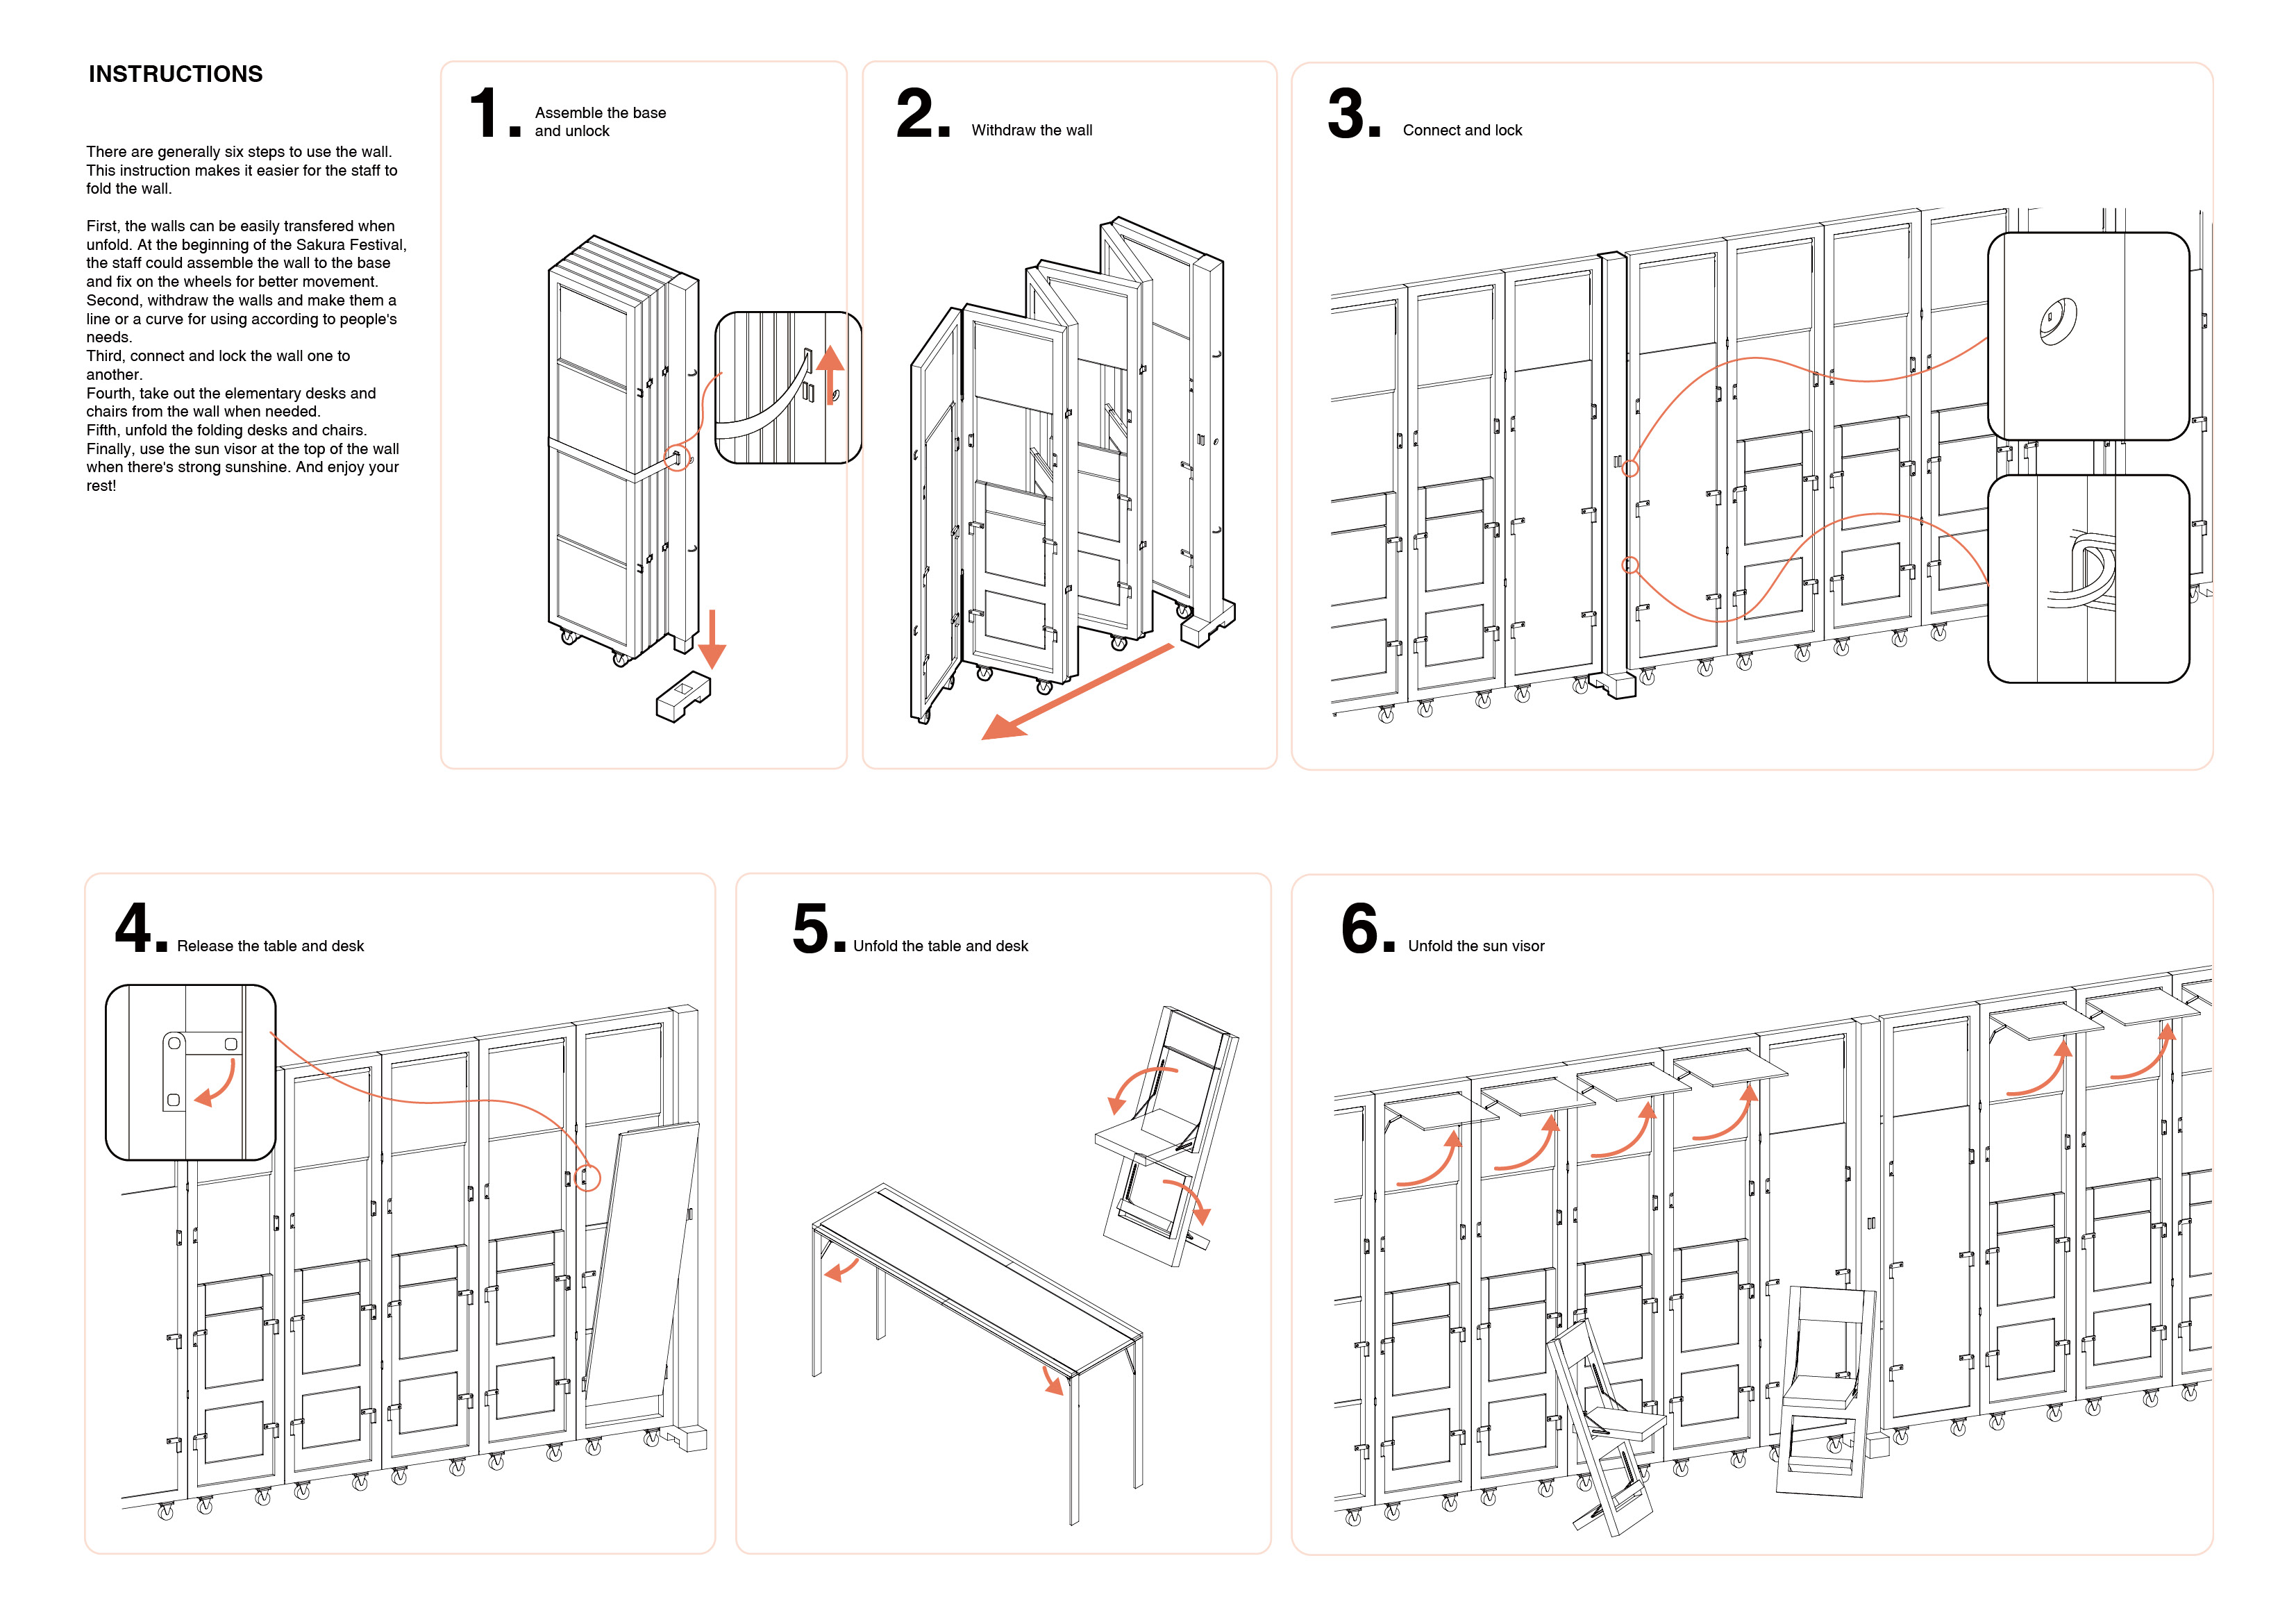 INSTRUCTIONS
There are generally six steps to use the wall.
This instruction makes it easier for the staff to
fold the wall.
First, the walls can be easily transfered when
unfold. At the beginning of the Sakura Festival,
the staff could assemble the wall to the base
and fix on the wheels for better movement.
Second, withdraw the walls and make them a
line or a curve for using according to people's
needs.
Third, connect and lock the wall one to
another.
Fourth, take out the elementary desks and
chairs from the wall when needed.
Fifth, unfold the folding desks and chairs.
Finally, use the sun visor at the top of the wall
when there's strong sunshine. And enjoy your
rest!
1. Assemble the base
and unlock
2. Withdraw the wall
3. Connect and lock
4. Release the table and desk
5. Unfold the table and desk
6. Unfold the sun visor